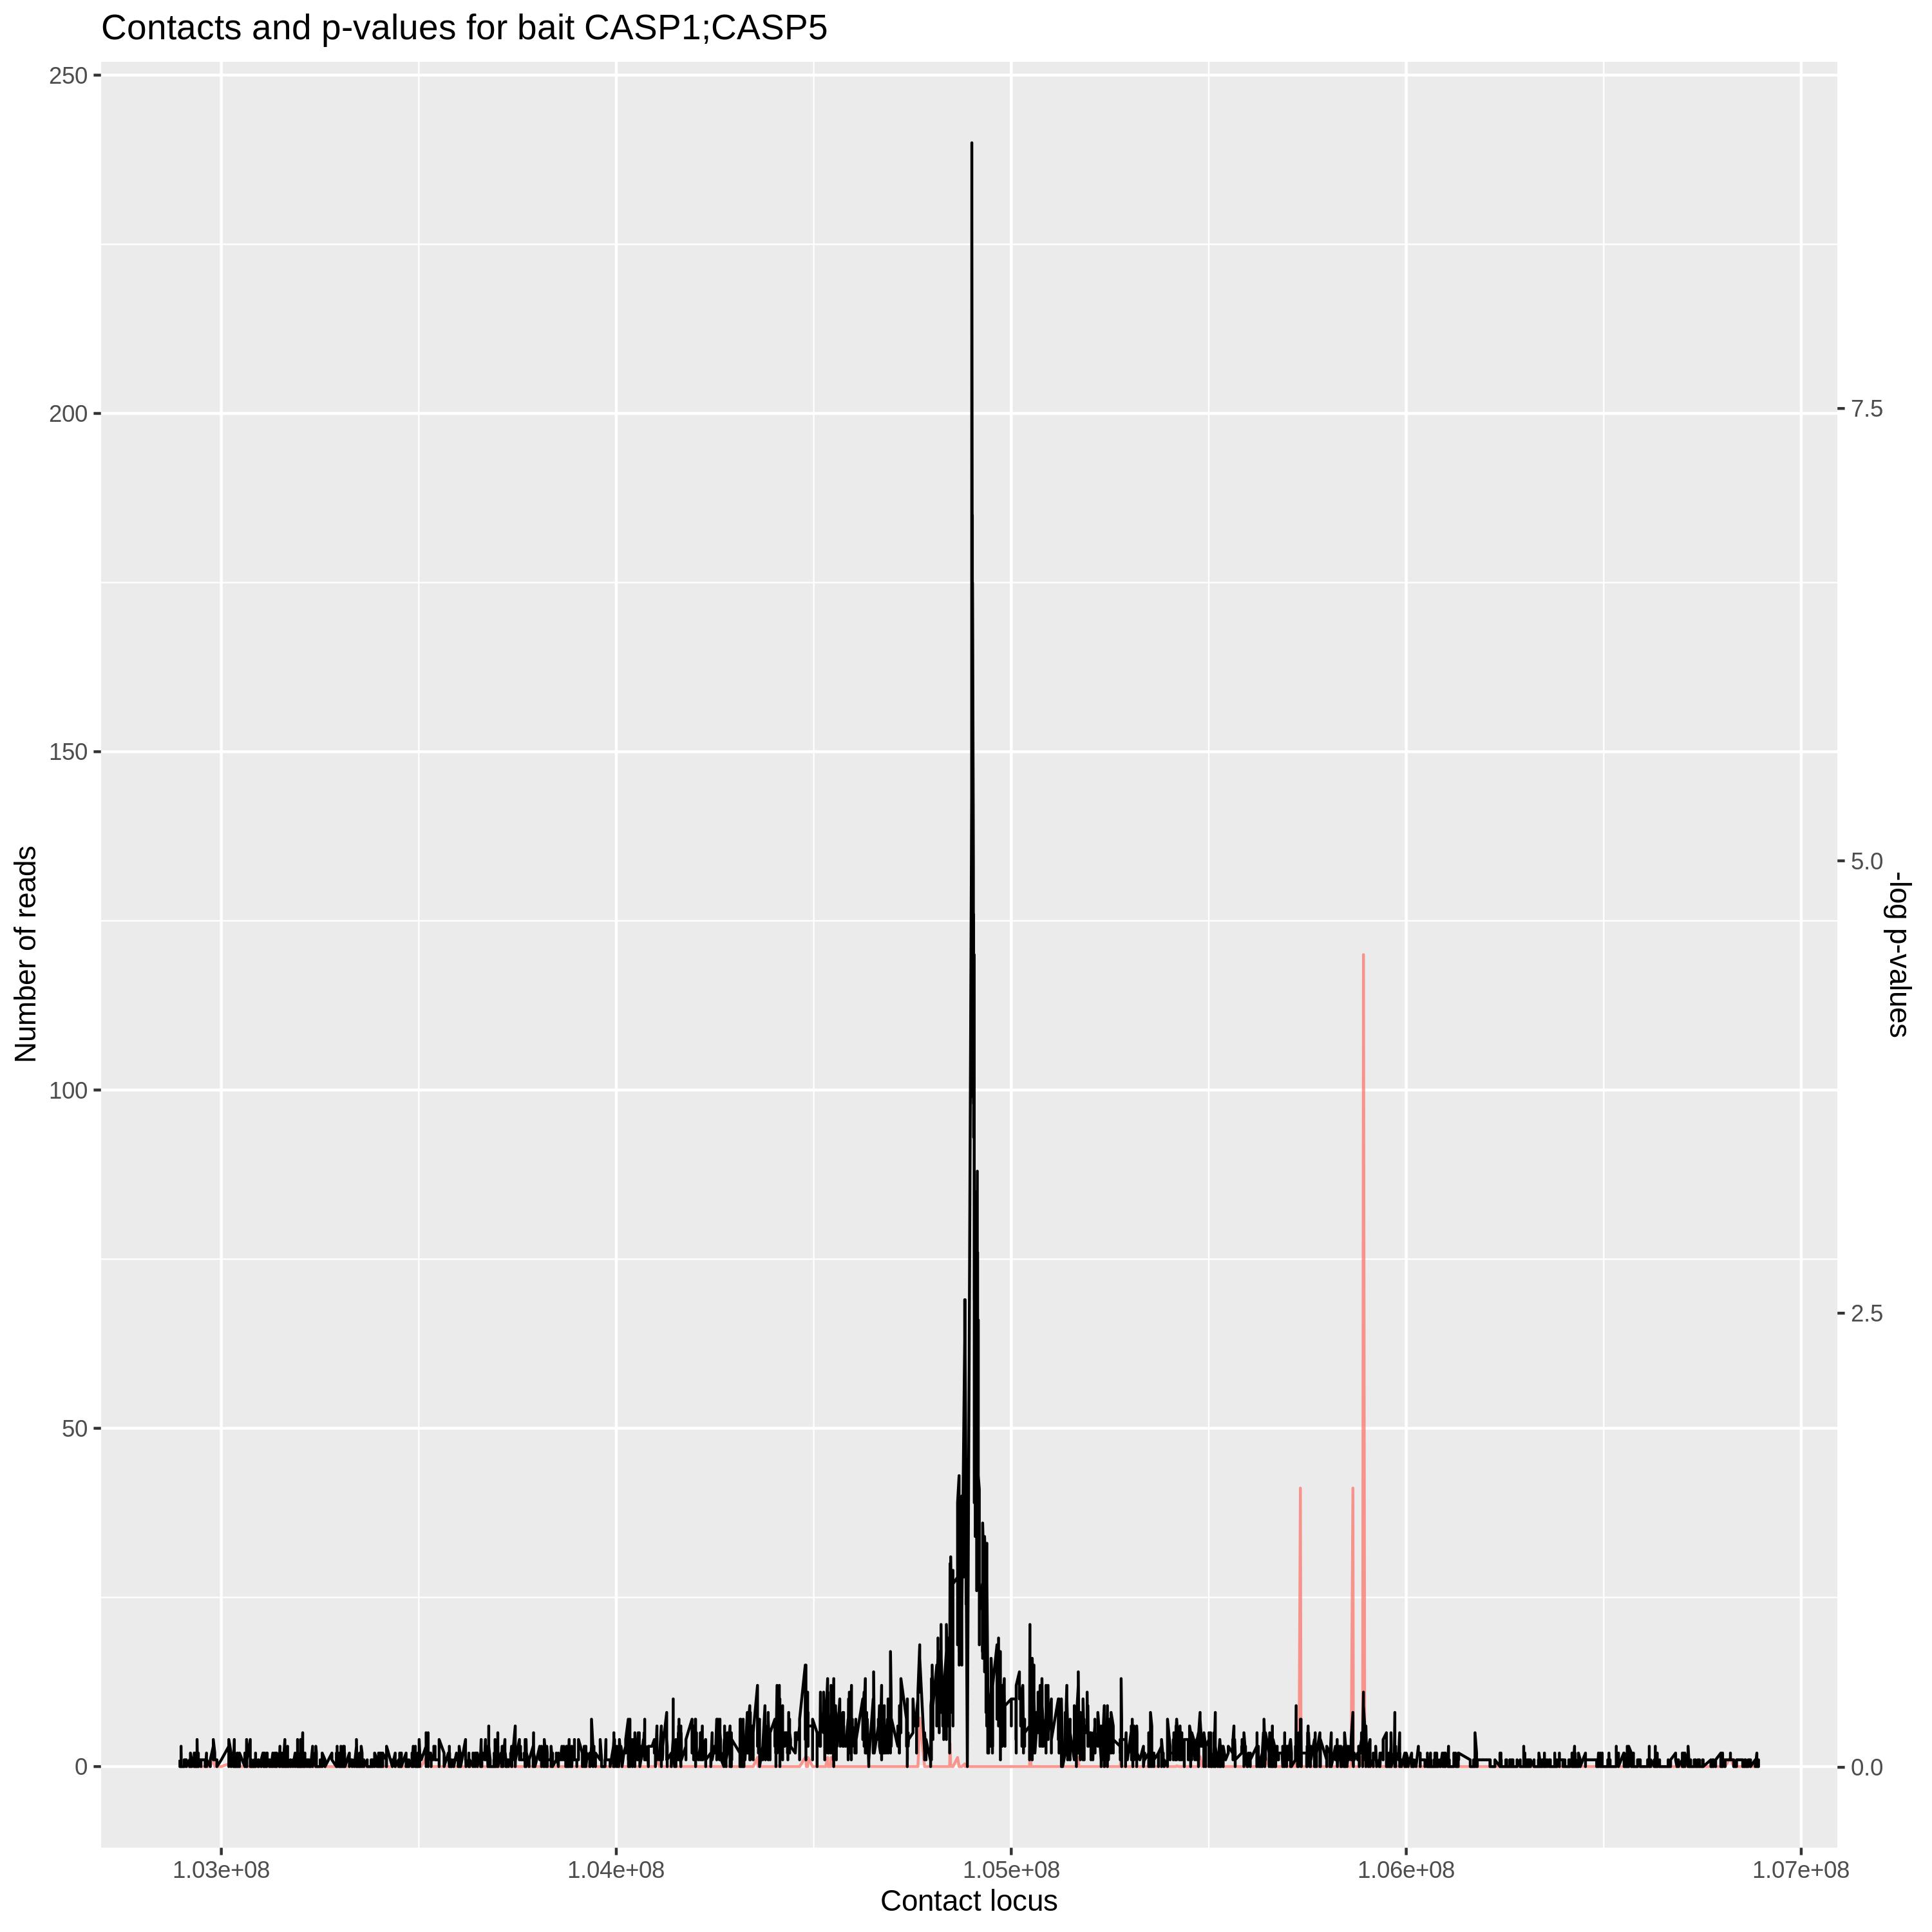 Contacts and p-values for bait CASP1;CASP5
250
200
150
100
50
0
Number of reads
7.5
5.0
2.5
0.0
-log p-values
1.03e+08
1.04e+08
1.05e+08
1.06e+08
1.07e+08
Contact locus